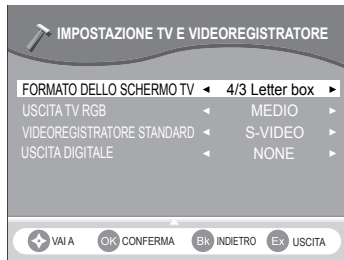 IMPOSTAZIONE TV E VIDEOREGISTRATORE
FORMATO DELLO SCHERMO TV ◄ 4/3 Letter box ►
USCITA TV RGB ◄ MEDIO ►
VIDEOREGISTRATORE STANDARD ◄ S-VIDEO ►
USCITA DIGITALE ◄ NONE ►
VAI A OK CONFERMA Bk INDIETRO Ex USCITA